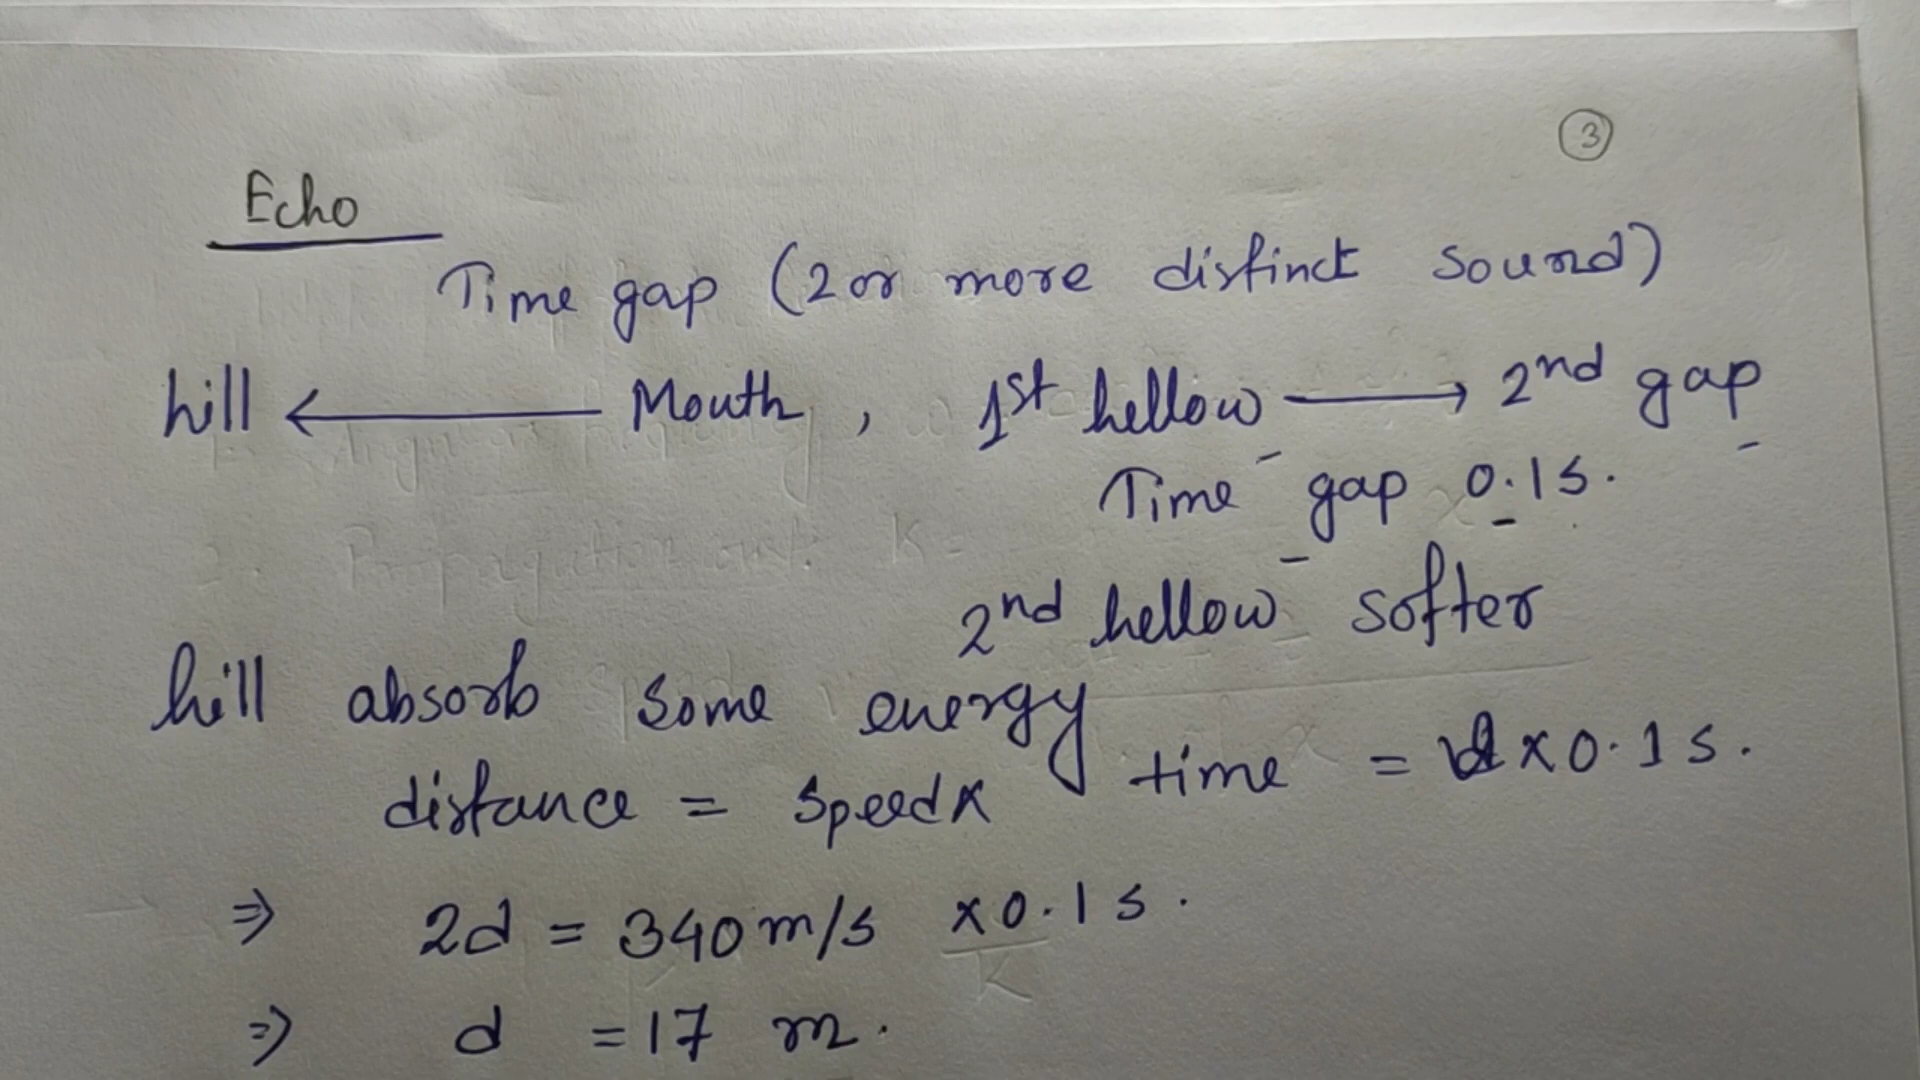 3
Echo
Time gap (2 or more distinct sound)
hill ← Mouth, 1st hellow → 2nd gap
Time gap 0.1s.
2nd hellow softer
hill absorb some energy
distance = speed x time = x 0.1 s.
⇒ 2d = 340 m/s x 0.1 s.
⇒ d = 17 m.